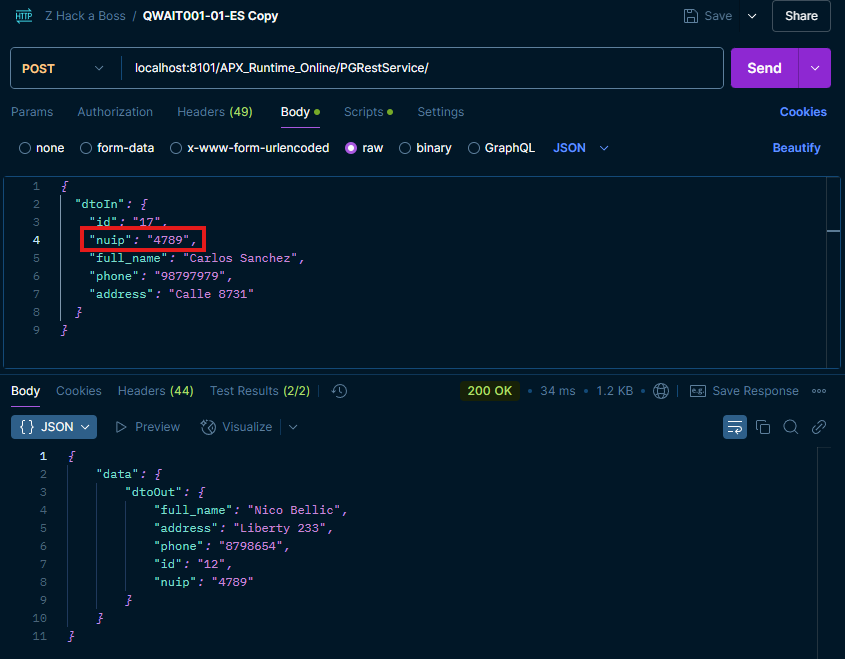 HTTP Z Hack a Boss / QWAIT001-01-ES Copy Save Share
POST localhost:8101/APX_Runtime_Online/PGRestService/ Send
Params Authorization Headers (49) Body Scripts Settings Cookies
none form-data x-www-form-urlencoded raw binary GraphQL JSON Beautify
1 {
2 "dtoIn": {
3 "id": "17",
4 "nuip": "4789",
5 "full_name": "Carlos Sanchez",
6 "phone": "98797979",
7 "address": "Calle 8731"
8 }
9 }
Body Cookies Headers (44) Test Results (2/2) 200 OK • 34 ms • 1.2 KB • e.g. Save Response
{} JSON Preview Visualize
1 {
2 "data": {
3 "dtoOut": {
4 "full_name": "Nico Bellic",
5 "address": "Liberty 233",
6 "phone": "8798654",
7 "id": "12",
8 "nuip": "4789"
9 }
10 }
11 }